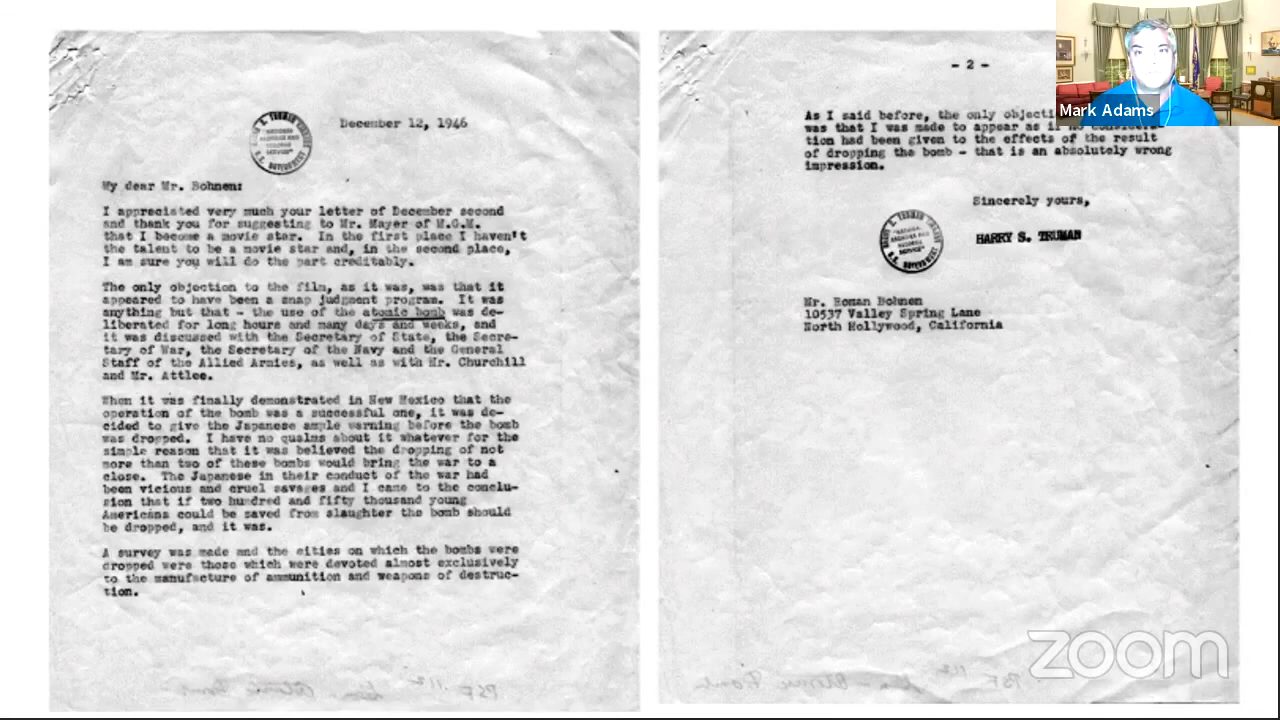 December 12, 1946
My dear Mr. Bohnen:
I appreciated very much your letter of December second
and thank you for suggesting to Mr. Mayer of M.G.M.
that I become a movie star. In the first place I haven't
the talent to be a movie star and, in the second place,
I am sure you will do the part creditably.
The only objection to the film, as it was, was that it
appeared to have been a snap judgment program. It was
anything but that - the use of the atomic bomb was de-
liberated for long hours and many days and weeks, and
it was discussed with the Secretary of State, the Secre-
tary of War, the Secretary of the Navy and the General
Staff of the Allied Armies, as well as with Mr. Churchill
and Mr. Attlee.
When it was finally demonstrated in New Mexico that the
operation of the bomb was a successful one, it was de-
cided to give the Japanese ample warning before the bomb
was dropped. I have no qualms about it whatever for the
simple reason that it was believed the dropping of not
more than two of these bombs would bring the war to a
close. The Japanese in their conduct of the war had
been vicious and cruel savages and I came to the conclu-
sion that if two hundred and fifty thousand young
Americans could be saved from slaughter the bomb should
be dropped, and it was.
A survey was made and the cities on which the bombs were
dropped were those which were devoted almost exclusively
to the manufacture of ammunition and weapons of destruc-
tion.
- 2 -
As I said before, the only objecti
was that I was made to appear as if no
tion had been given to the effects of the result
of dropping the bomb - that is an absolutely wrong
impression.
Sincerely yours,
HARRY S. TRUMAN
Mr. Roman Bohnen
10537 Valley Spring Lane
North Hollywood, California
Mark Adams
zoom